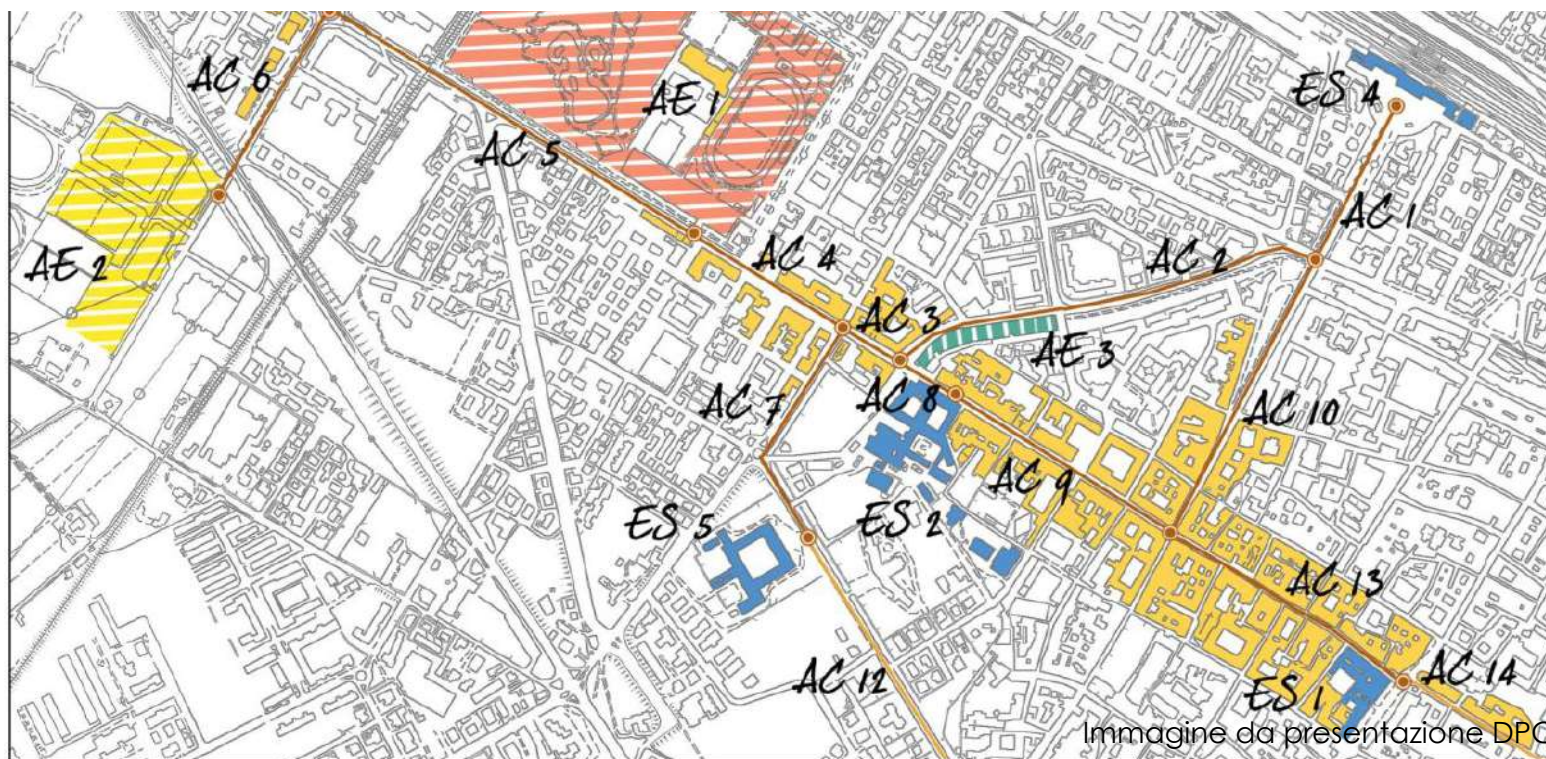 AC 6
AE 1
ES 4
AC 5
AC 1
AE 2
AC 4
AC 2
AC 3
AE 3
AC 7
AC 8
AC 10
AC 9
ES 5
ES 2
AC 13
AC 12
ES 1
AC 14
Immagine da presentazione DPC